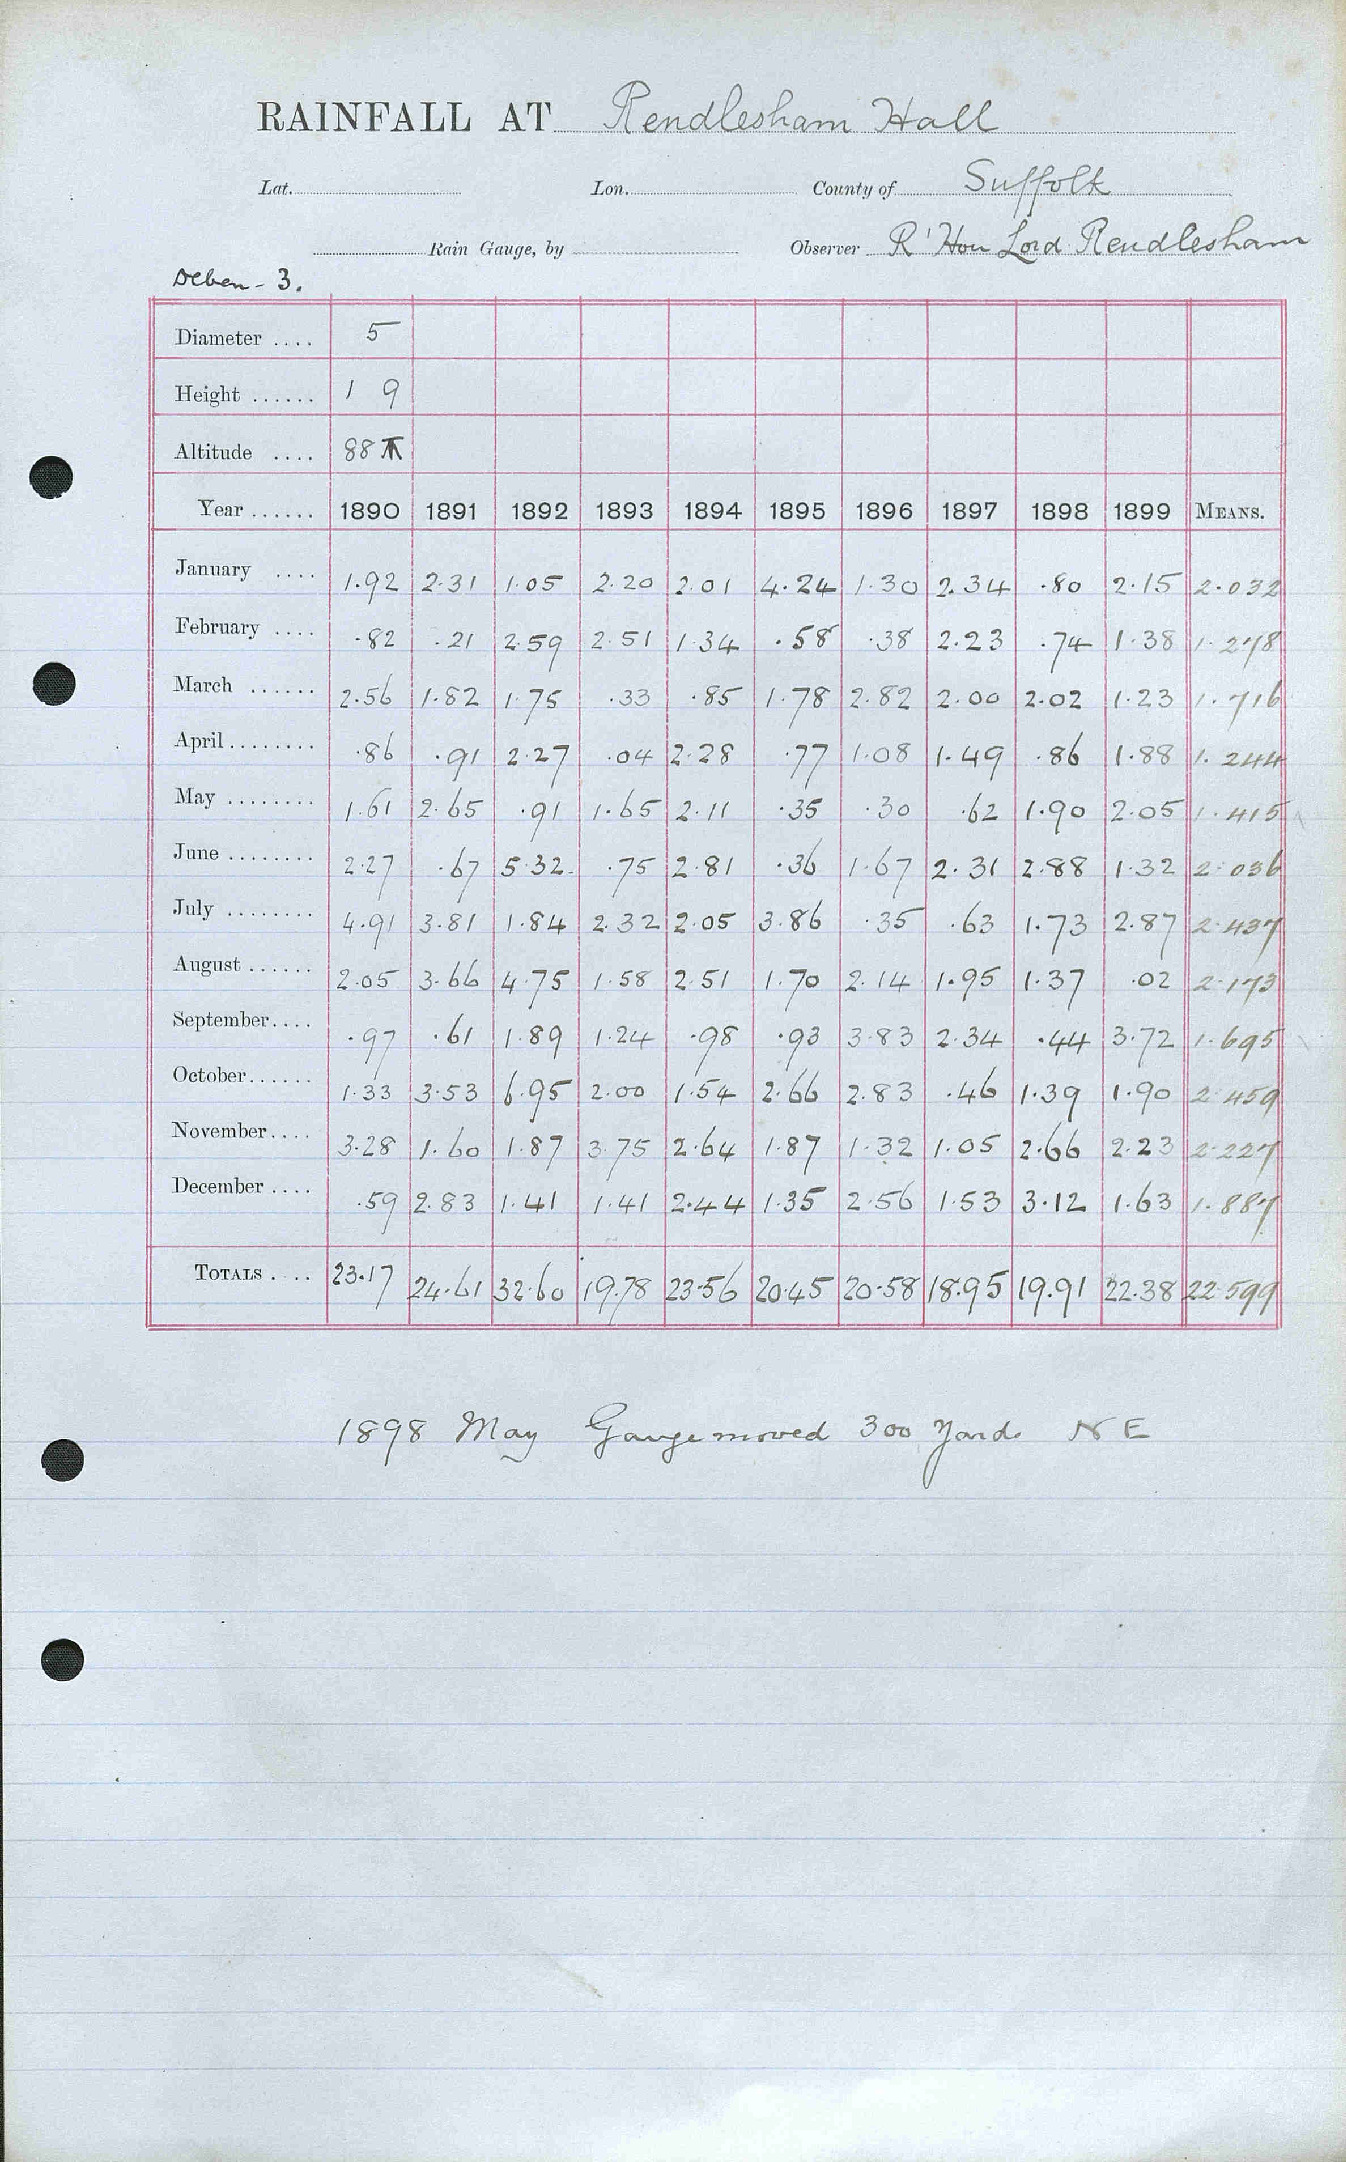 RAINFALL AT Rendlesham Hall
Lat. Lon. County of Suffolk
Rain Gauge, by Observer Rt Hon Lord Rendlesham
Deben - 3.
Diameter .... 5
Height ...... 1 9
Altitude .... 88
Year ...... 1890 1891 1892 1893 1894 1895 1896 1897 1898 1899 MEANS.
January .... 1.92 2.31 1.05 2.20 2.01 4.24 1.30 2.34 .80 2.15 2.032
February .... .82 .21 2.59 2.51 1.34 .58 .38 2.23 .74 1.38 1.278
March ...... 2.56 1.82 1.75 .33 .85 1.78 2.82 2.00 2.02 1.23 1.716
April ........ .86 .91 2.27 .04 2.28 .77 1.08 1.49 .86 1.88 1.244
May ........ 1.61 2.65 .91 1.65 2.11 .35 .30 .62 1.90 2.05 1.415
June ........ 2.27 .67 5.32 .75 2.81 .36 1.67 2.31 2.88 1.32 2.036
July ........ 4.91 3.81 1.84 2.32 2.05 3.86 .35 .63 1.73 2.87 2.437
August ...... 2.05 3.66 4.75 1.58 2.51 1.70 2.14 1.95 1.37 .02 2.173
September.... .97 .61 1.89 1.24 .98 .93 3.83 2.34 .44 3.72 1.695
October...... 1.33 3.53 6.95 2.00 1.54 2.66 2.83 .46 1.39 1.90 2.459
November.... 3.28 1.60 1.87 3.75 2.64 1.87 1.32 1.05 2.66 2.23 2.227
December .... .59 2.83 1.41 1.41 2.44 1.35 2.56 1.53 3.12 1.63 1.887
TOTALS .... 23.17 24.61 32.60 19.78 23.56 20.45 20.58 18.95 19.91 22.38 22.599
1898 May Gauge moved 300 Yards N E